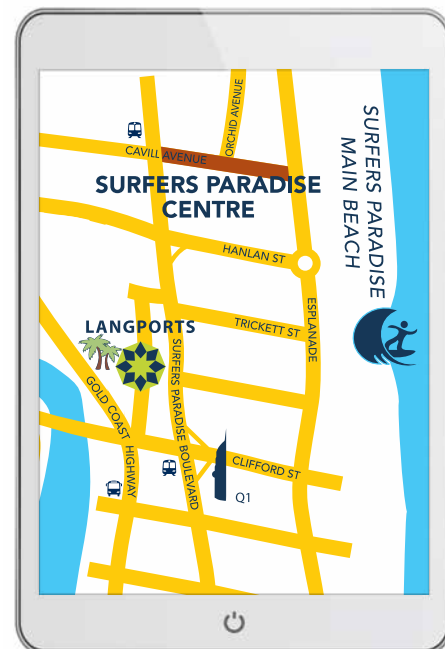 ORCHID AVENUE
CAVILL AVENUE
SURFERS PARADISE
MAIN BEACH
SURFERS PARADISE
CENTRE
HANLAN ST
ESPLANADE
TRICKETT ST
LANGPORTS
SURFERS PARADISE BOULEVARD
GOLD COAST HIGHWAY
CLIFFORD ST
Q1